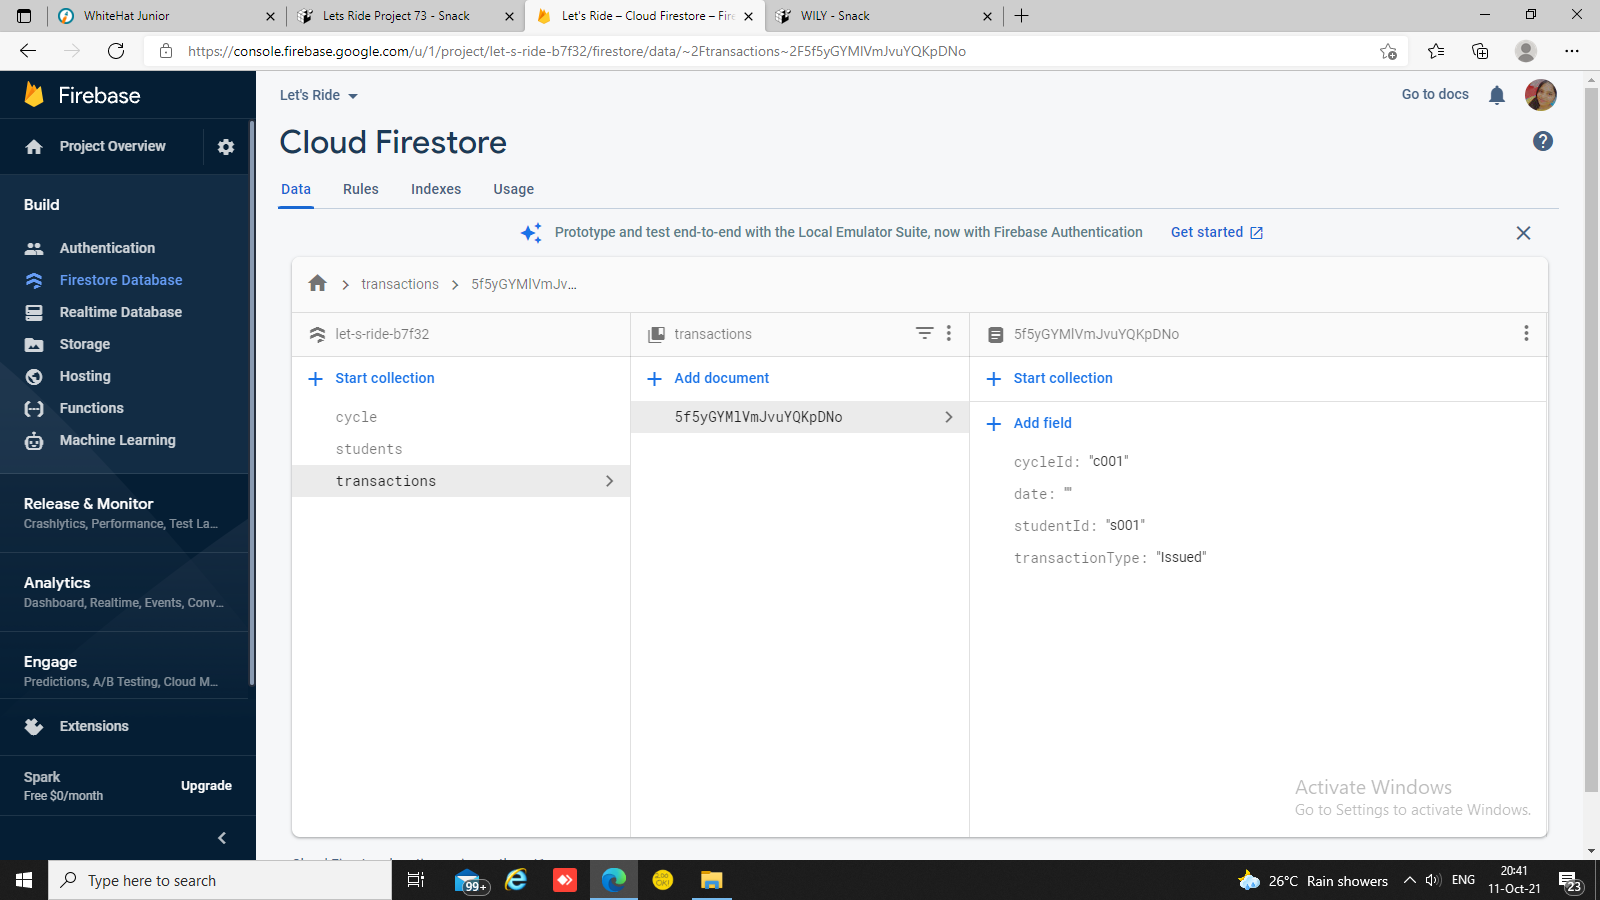 WhiteHat Junior
Lets Ride Project 73 - Snack
Let's Ride – Cloud Firestore – Fire
WILY - Snack
https://console.firebase.google.com/u/1/project/let-s-ride-b7f32/firestore/data/~2Ftransactions~2F5f5yGYMlVmJvuYQKpDNo
Firebase
Let's Ride
Go to docs
Project Overview
Cloud Firestore
Data Rules Indexes Usage
Build
Authentication
Firestore Database
Realtime Database
Storage
Hosting
Functions
Machine Learning
Release & Monitor
Crashlytics, Performance, Test La...
Analytics
Dashboard, Realtime, Events, Conv...
Engage
Predictions, A/B Testing, Cloud M...
Extensions
Spark
Free $0/month
Upgrade
Prototype and test end-to-end with the Local Emulator Suite, now with Firebase Authentication Get started
transactions 5f5yGYMlVmJv...
let-s-ride-b7f32
Start collection
cycle
students
transactions
transactions
Add document
5f5yGYMlVmJvuYQKpDNo
5f5yGYMlVmJvuYQKpDNo
Start collection
Add field
cycleId: "c001"
date: ""
studentId: "s001"
transactionType: "Issued"
Activate Windows
Go to Settings to activate Windows.
Type here to search
99+
26°C Rain showers
ENG
20:41
11-Oct-21
23